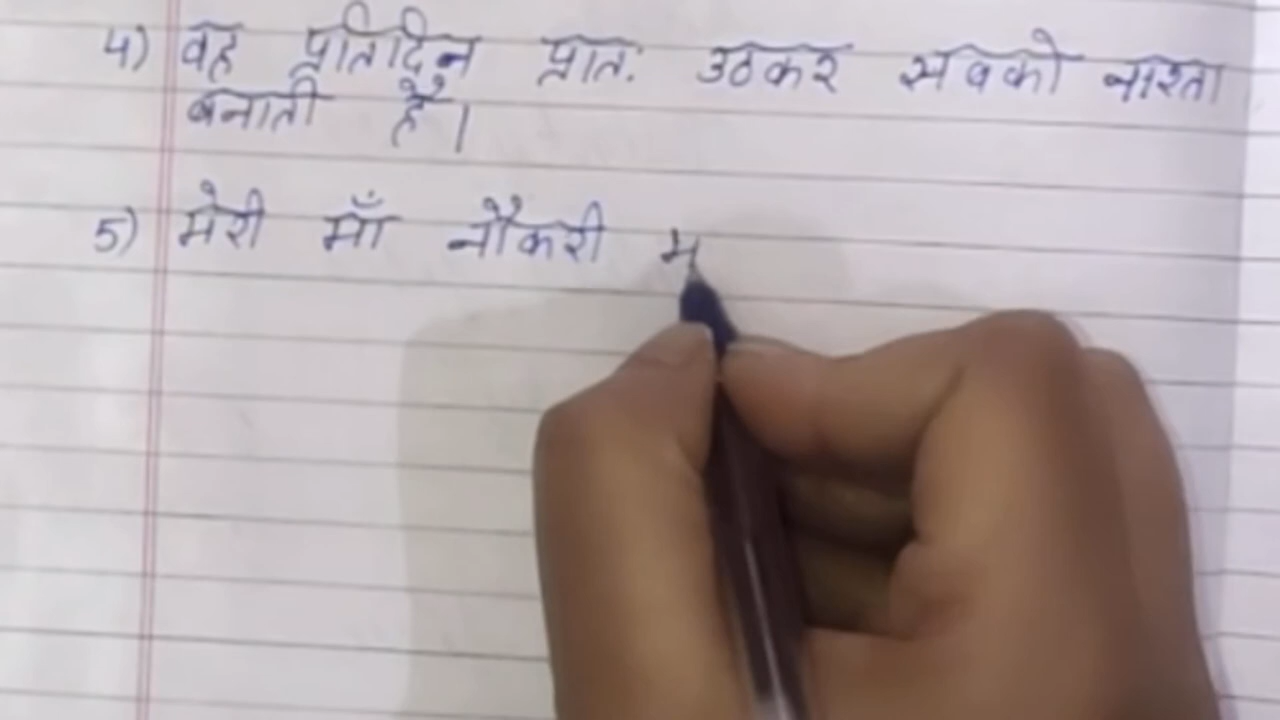 4) वह प्रतिदिन प्रात. उठकर सबको नाश्ता
बनाती है।
5) मेरी माँ नौकरी